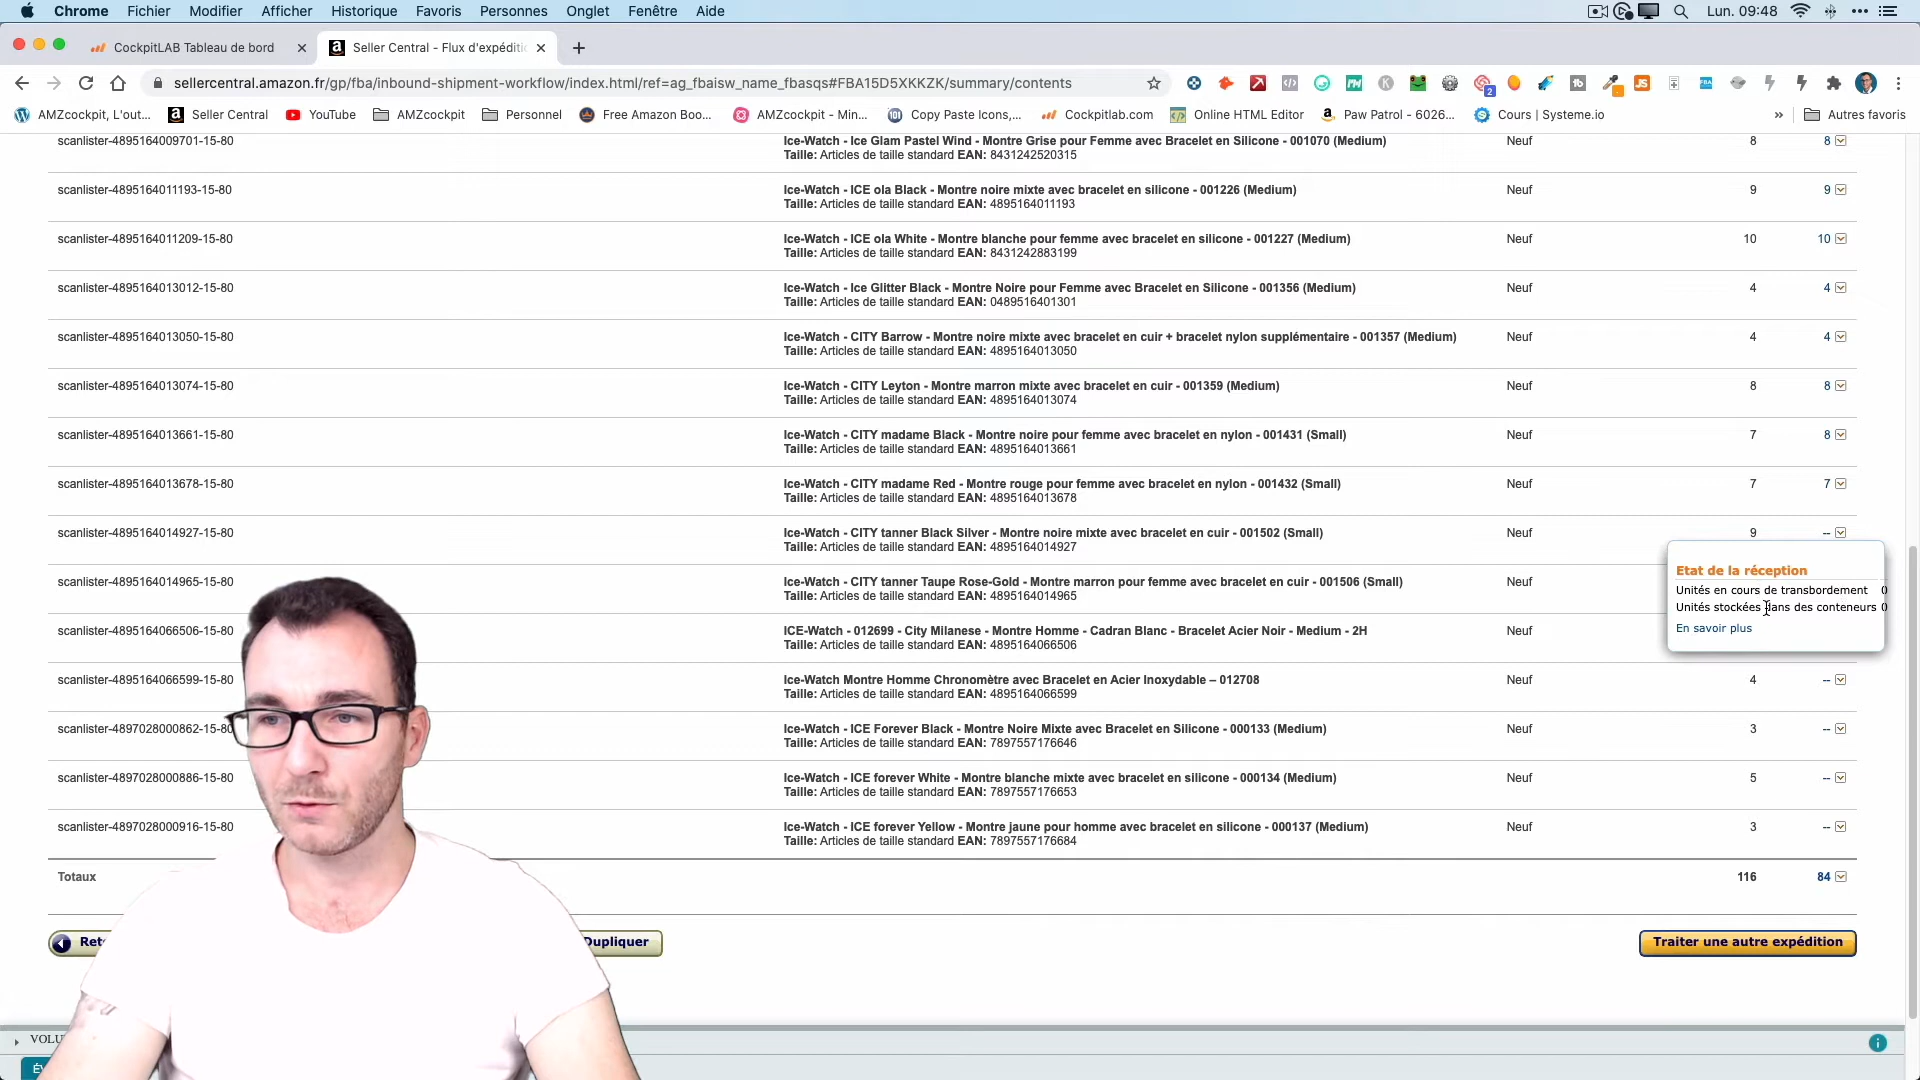 Chrome Fichier Modifier Afficher Historique Favoris Personnes Onglet Fenêtre Aide Lun. 09:48
CockpitLAB Tableau de bord Seller Central - Flux d'expéditi
sellercentral.amazon.fr/gp/fba/inbound-shipment-workflow/index.html/ref=ag_fbaisw_name_fbasqs#FBA15D5XKKZK/summary/contents
AMZcockpit, L'out... Seller Central YouTube AMZcockpit Personnel Free Amazon Boo... AMZcockpit - Min... Copy Paste Icons,... Cockpitlab.com Online HTML Editor Paw Patrol - 6026... Cours | Systeme.io » Autres favoris
scanlister-4895164009701-15-80 Ice-Watch - Ice Glam Pastel Wind - Montre Grise pour Femme avec Bracelet en Silicone - 001070 (Medium) Neuf 8 8
Taille: Articles de taille standard EAN: 8431242520315
scanlister-4895164011193-15-80 Ice-Watch - ICE ola Black - Montre noire mixte avec bracelet en silicone - 001226 (Medium) Neuf 9 9
Taille: Articles de taille standard EAN: 4895164011193
scanlister-4895164011209-15-80 Ice-Watch - ICE ola White - Montre blanche pour femme avec bracelet en silicone - 001227 (Medium) Neuf 10 10
Taille: Articles de taille standard EAN: 8431242883199
scanlister-4895164013012-15-80 Ice-Watch - Ice Glitter Black - Montre Noire pour Femme avec Bracelet en Silicone - 001356 (Medium) Neuf 4 4
Taille: Articles de taille standard EAN: 0489516401301
scanlister-4895164013050-15-80 Ice-Watch - CITY Barrow - Montre noire mixte avec bracelet en cuir + bracelet nylon supplémentaire - 001357 (Medium) Neuf 4 4
Taille: Articles de taille standard EAN: 4895164013050
scanlister-4895164013074-15-80 Ice-Watch - CITY Leyton - Montre marron mixte avec bracelet en cuir - 001359 (Medium) Neuf 8 8
Taille: Articles de taille standard EAN: 4895164013074
scanlister-4895164013661-15-80 Ice-Watch - CITY madame Black - Montre noire pour femme avec bracelet en nylon - 001431 (Small) Neuf 7 8
Taille: Articles de taille standard EAN: 4895164013661
scanlister-4895164013678-15-80 Ice-Watch - CITY madame Red - Montre rouge pour femme avec bracelet en nylon - 001432 (Small) Neuf 7 7
Taille: Articles de taille standard EAN: 4895164013678
scanlister-4895164014927-15-80 Ice-Watch - CITY tanner Black Silver - Montre noire mixte avec bracelet en cuir - 001502 (Small) Neuf 9 --
Taille: Articles de taille standard EAN: 4895164014927
Etat de la réception
Unités en cours de transbordement 0
Unités stockées dans des conteneurs 0
En savoir plus
scanlister-4895164014965-15-80 Ice-Watch - CITY tanner Taupe Rose-Gold - Montre marron pour femme avec bracelet en cuir - 001506 (Small) Neuf
Taille: Articles de taille standard EAN: 4895164014965
scanlister-4895164066506-15-80 ICE-Watch - 012699 - City Milanese - Montre Homme - Cadran Blanc - Bracelet Acier Noir - Medium - 2H Neuf
Taille: Articles de taille standard EAN: 4895164066506
scanlister-4895164066599-15-80 Ice-Watch Montre Homme Chronomètre avec Bracelet en Acier Inoxydable – 012708 Neuf 4 --
Taille: Articles de taille standard EAN: 4895164066599
scanlister-4897028000862-15-80 Ice-Watch - ICE Forever Black - Montre Noire Mixte avec Bracelet en Silicone - 000133 (Medium) Neuf 3 --
Taille: Articles de taille standard EAN: 7897557176646
scanlister-4897028000886-15-80 Ice-Watch - ICE forever White - Montre blanche mixte avec bracelet en silicone - 000134 (Medium) Neuf 5 --
Taille: Articles de taille standard EAN: 7897557176653
scanlister-4897028000916-15-80 Ice-Watch - ICE forever Yellow - Montre jaune pour homme avec bracelet en silicone - 000137 (Medium) Neuf 3 --
Taille: Articles de taille standard EAN: 7897557176684
Totaux 116 84
Dupliquer Traiter une autre expédition